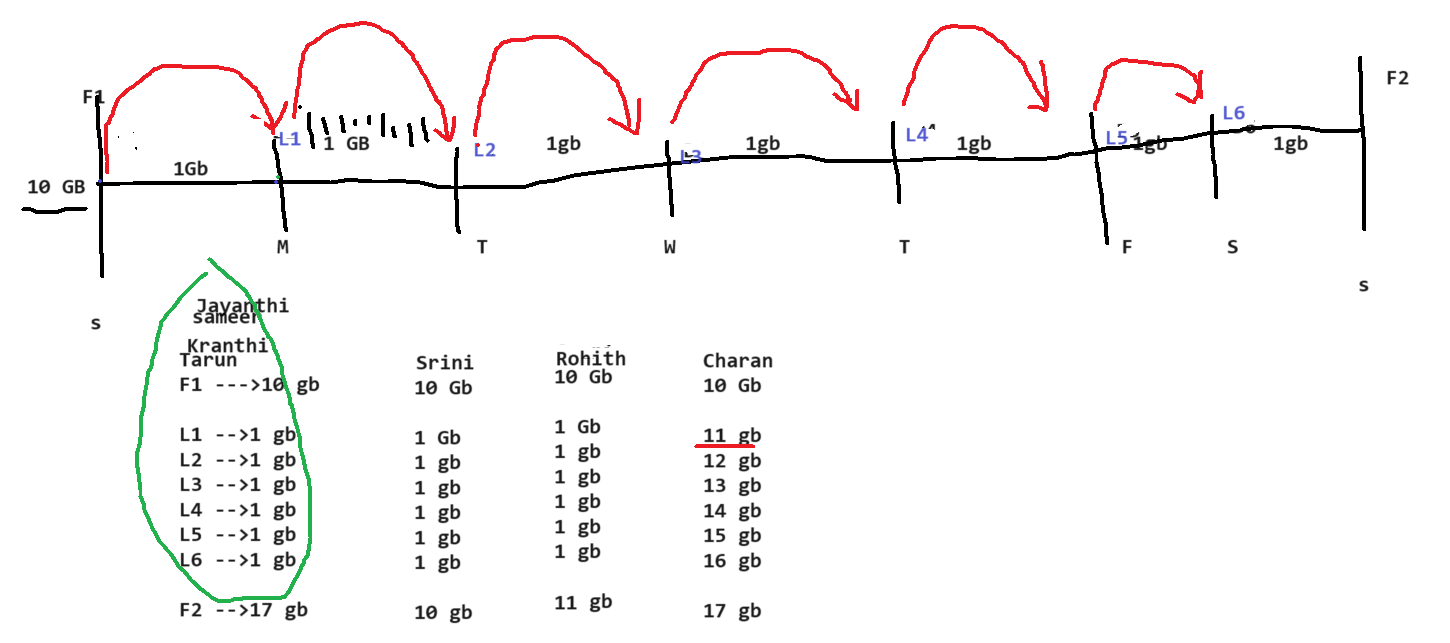 F2
F1
L6
L1 L2 L3 L4 L5
1 GB 1gb 1gb 1gb 1gb 1gb
1Gb
10 GB
M T W T F S
s
s
Jayanthi
sameer
Kranthi
Tarun
F1 --->10 gb
L1 -->1 gb
L2 -->1 gb
L3 -->1 gb
L4 -->1 gb
L5 -->1 gb
L6 -->1 gb
F2 -->17 gb
Srini
10 Gb
1 Gb
1 gb
1 gb
1 gb
1 gb
1 gb
10 gb
Rohith
10 Gb
1 Gb
1 gb
1 gb
1 gb
1 gb
1 gb
11 gb
Charan
10 Gb
11 gb
12 gb
13 gb
14 gb
15 gb
16 gb
17 gb